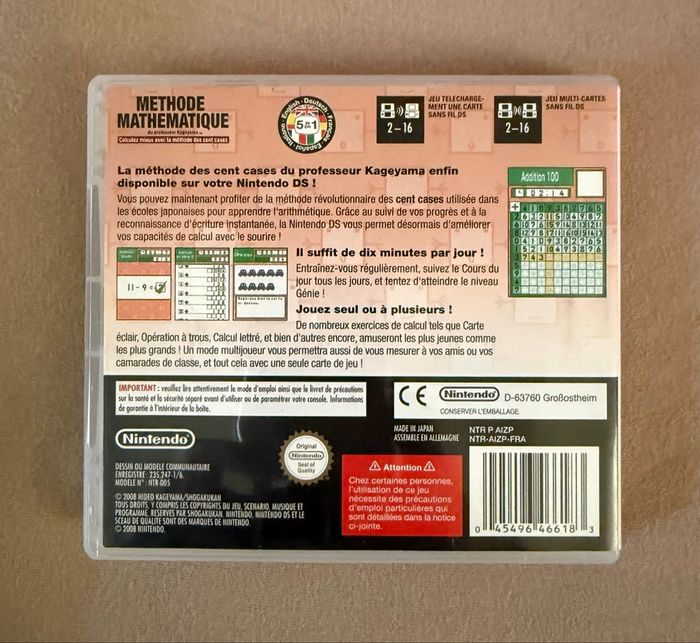 METHODE
MATHEMATIQUE
du professeur Kageyama
Calculez mieux avec la méthode des cent cases
English · Deutsch · Français · Español · Italiano
5 in 1
2-16
JEU TELECHARGE-
MENT UNE CARTE
SANS FIL DS
2-16
JEU MULTI-CARTES
SANS FIL DS
La méthode des cent cases du professeur Kageyama enfin
disponible sur votre Nintendo DS !
Vous pouvez maintenant profiter de la méthode révolutionnaire des cent cases utilisée dans
les écoles japonaises pour apprendre l'arithmétique. Grâce au suivi de vos progrès et à la
reconnaissance d'écriture instantanée, la Nintendo DS vous permet désormais d'améliorer
vos capacités de calcul avec le sourire !
Addition 100
02:14
11-9=
Il suffit de dix minutes par jour !
Entraînez-vous régulièrement, suivez le Cours du
jour tous les jours, et tentez d'atteindre le niveau
Génie !
Jouez seul ou à plusieurs !
De nombreux exercices de calcul tels que Carte
éclair, Opération à trous, Calcul lettré, et bien d'autres encore, amuseront les plus jeunes comme
les plus grands ! Un mode multijoueur vous permettra aussi de vous mesurer à vos amis ou vos
camarades de classe, et tout cela avec une seule carte de jeu !
IMPORTANT : veuillez lire attentivement le mode d'emploi ainsi que le livret de précautions
sur la santé et la sécurité séparé avant d'utiliser ou de paramétrer votre console. Informations
de garantie à l'intérieur de la boîte.
CE
Nintendo
D-63760 Großostheim
CONSERVER L'EMBALLAGE.
Nintendo
Original
Nintendo
Seal of
Quality
MADE IN JAPAN
ASSEMBLE EN ALLEMAGNE
NTR P AIZP
NTR-AIZP-FRA
DESSIN OU MODELE COMMUNAUTAIRE
ENREGISTRE : 235,247-1/6.
MODELE N° : NTR-005
© 2008 HIDEO KAGEYAMA/SHOGAKUKAN
TOUS DROITS, Y COMPRIS LES COPYRIGHTS DU JEU, SCENARIO, MUSIQUE ET
PROGRAMME, RESERVES PAR SHOGAKUKAN, NINTENDO. NINTENDO DS ET LE
SCEAU DE QUALITE SONT DES MARQUES DE NINTENDO.
© 2008 NINTENDO.
Attention
Chez certaines personnes,
l'utilisation de ce jeu
nécessite des précautions
d'emploi particulières qui
sont détaillées dans la notice
ci-jointe.
0 45496 46618 3